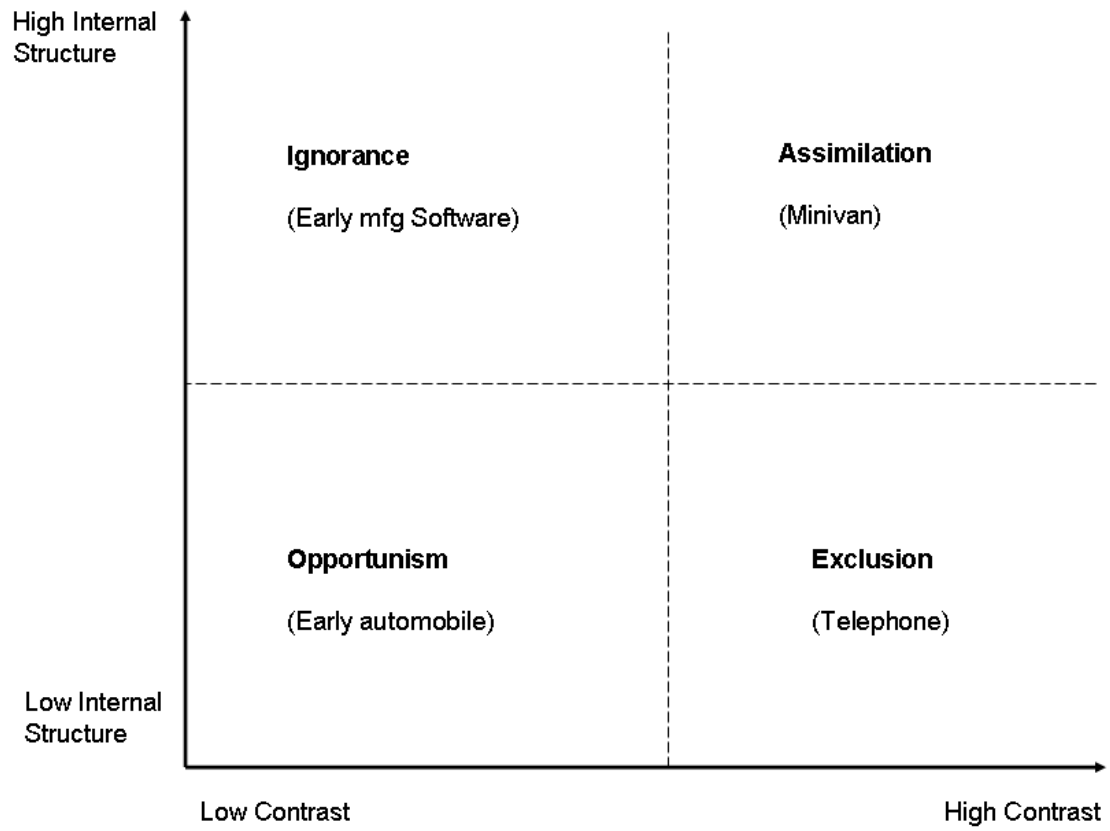 High Internal
Structure
Ignorance
(Early mfg Software)
Assimilation
(Minivan)
Opportunism
(Early automobile)
Exclusion
(Telephone)
Low Internal
Structure
Low Contrast
High Contrast